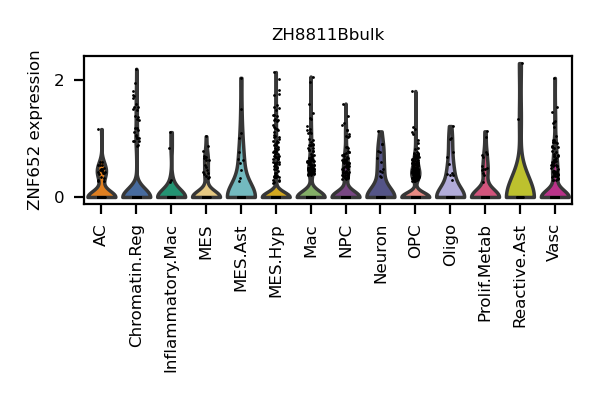 ZH8811Bbulk
ZNF652 expression
2
0
AC
Chromatin.Reg
Inflammatory.Mac
MES
MES.Ast
MES.Hyp
Mac
NPC
Neuron
OPC
Oligo
Prolif.Metab
Reactive.Ast
Vasc